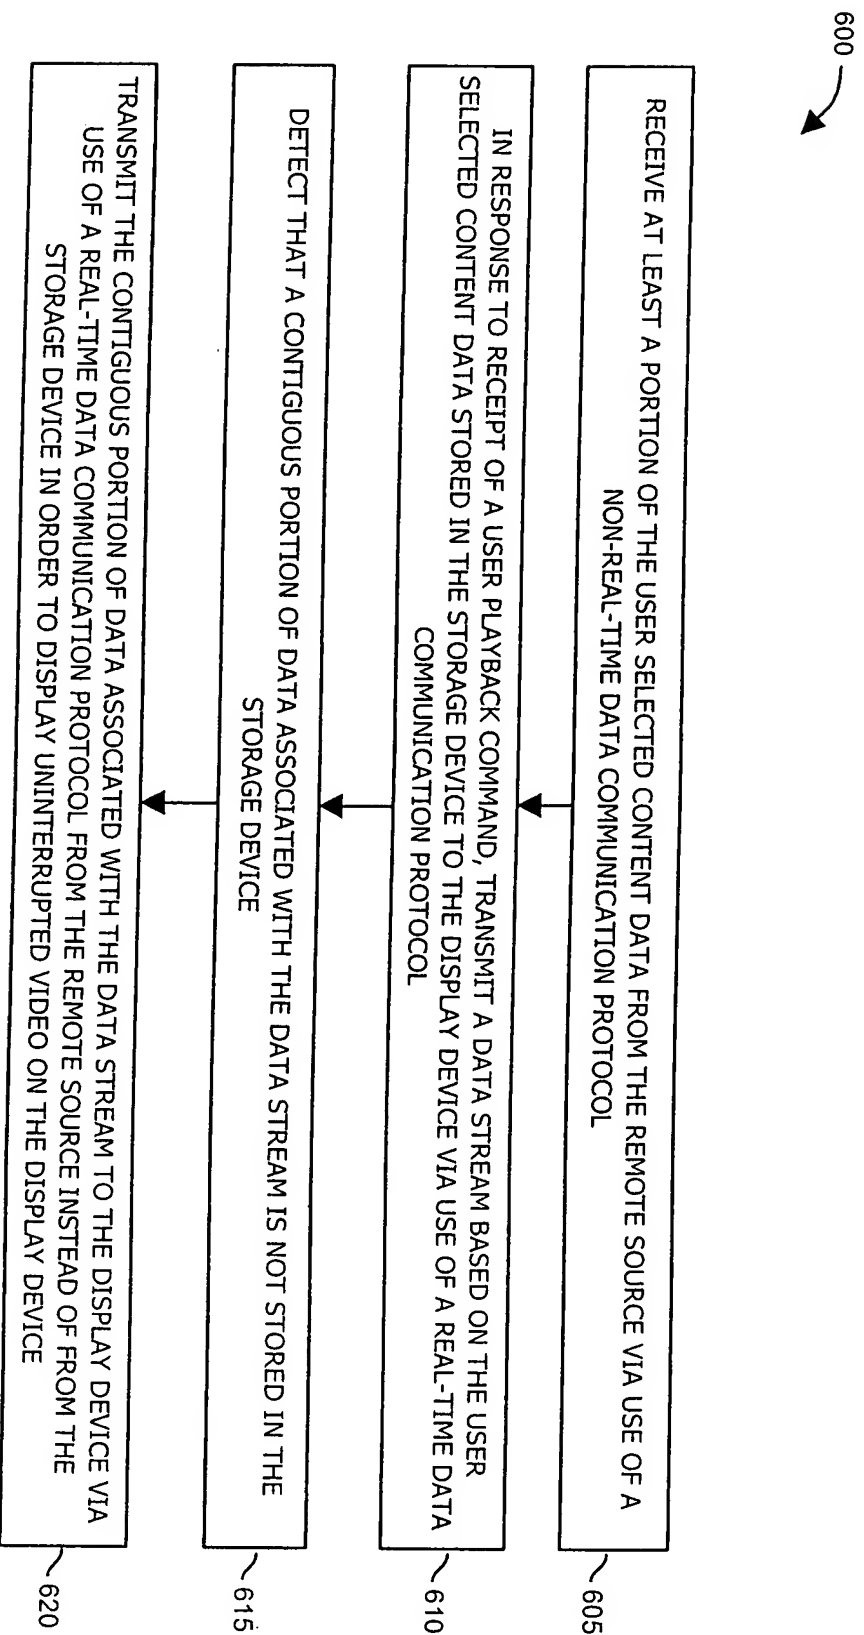 600
RECEIVE AT LEAST A PORTION OF THE USER SELECTED CONTENT DATA FROM THE REMOTE SOURCE VIA USE OF A
NON-REAL-TIME DATA COMMUNICATION PROTOCOL
605
IN RESPONSE TO RECEIPT OF A USER PLAYBACK COMMAND, TRANSMIT A DATA STREAM BASED ON THE USER
SELECTED CONTENT DATA STORED IN THE STORAGE DEVICE TO THE DISPLAY DEVICE VIA USE OF A REAL-TIME DATA
COMMUNICATION PROTOCOL
610
DETECT THAT A CONTIGUOUS PORTION OF DATA ASSOCIATED WITH THE DATA STREAM IS NOT STORED IN THE
STORAGE DEVICE
615
TRANSMIT THE CONTIGUOUS PORTION OF DATA ASSOCIATED WITH THE DATA STREAM TO THE DISPLAY DEVICE VIA
USE OF A REAL-TIME DATA COMMUNICATION PROTOCOL FROM THE REMOTE SOURCE INSTEAD OF FROM THE
STORAGE DEVICE IN ORDER TO DISPLAY UNINTERRUPTED VIDEO ON THE DISPLAY DEVICE
620